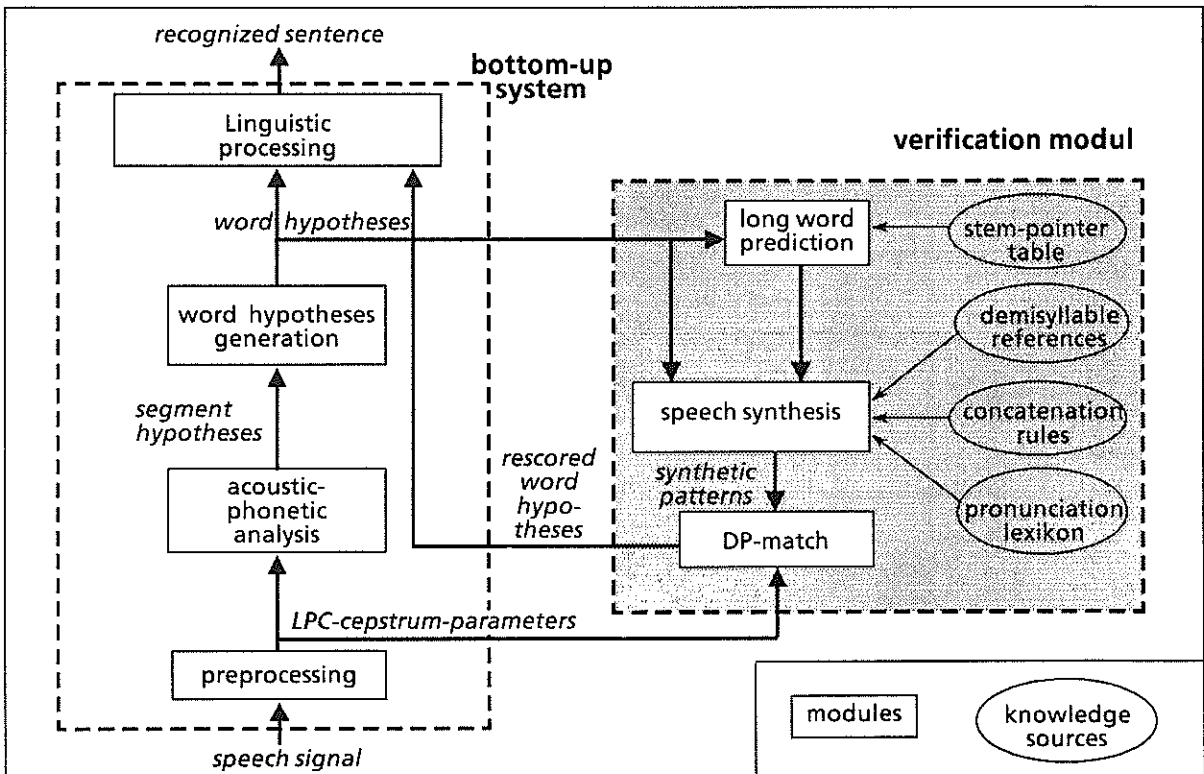 recognized sentence
bottom-up
system
Linguistic
processing
verification modul
word hypotheses
long word
prediction
stem-pointer
table
word hypotheses
generation
demisyllable
references
segment
hypotheses
speech synthesis
concatenation
rules
rescored
word
hypo-
theses
synthetic
patterns
acoustic-
phonetic
analysis
pronunciation
lexikon
DP-match
LPC-cepstrum-parameters
preprocessing
speech signal
modules
knowledge
sources